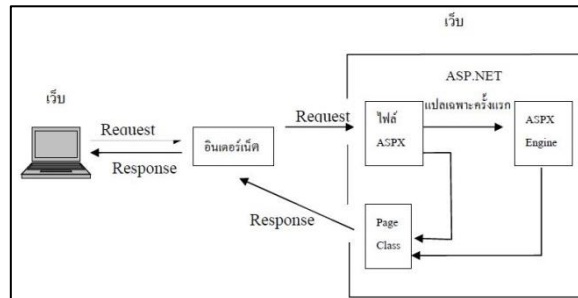 เว็บ
ASP.NET
เว็บ
Request
Response
อินเตอร์เน็ต
Request
Response
ไฟล์
ASPX
แปลเฉพาะครั้งแรก
ASPX
Engine
Page
Class